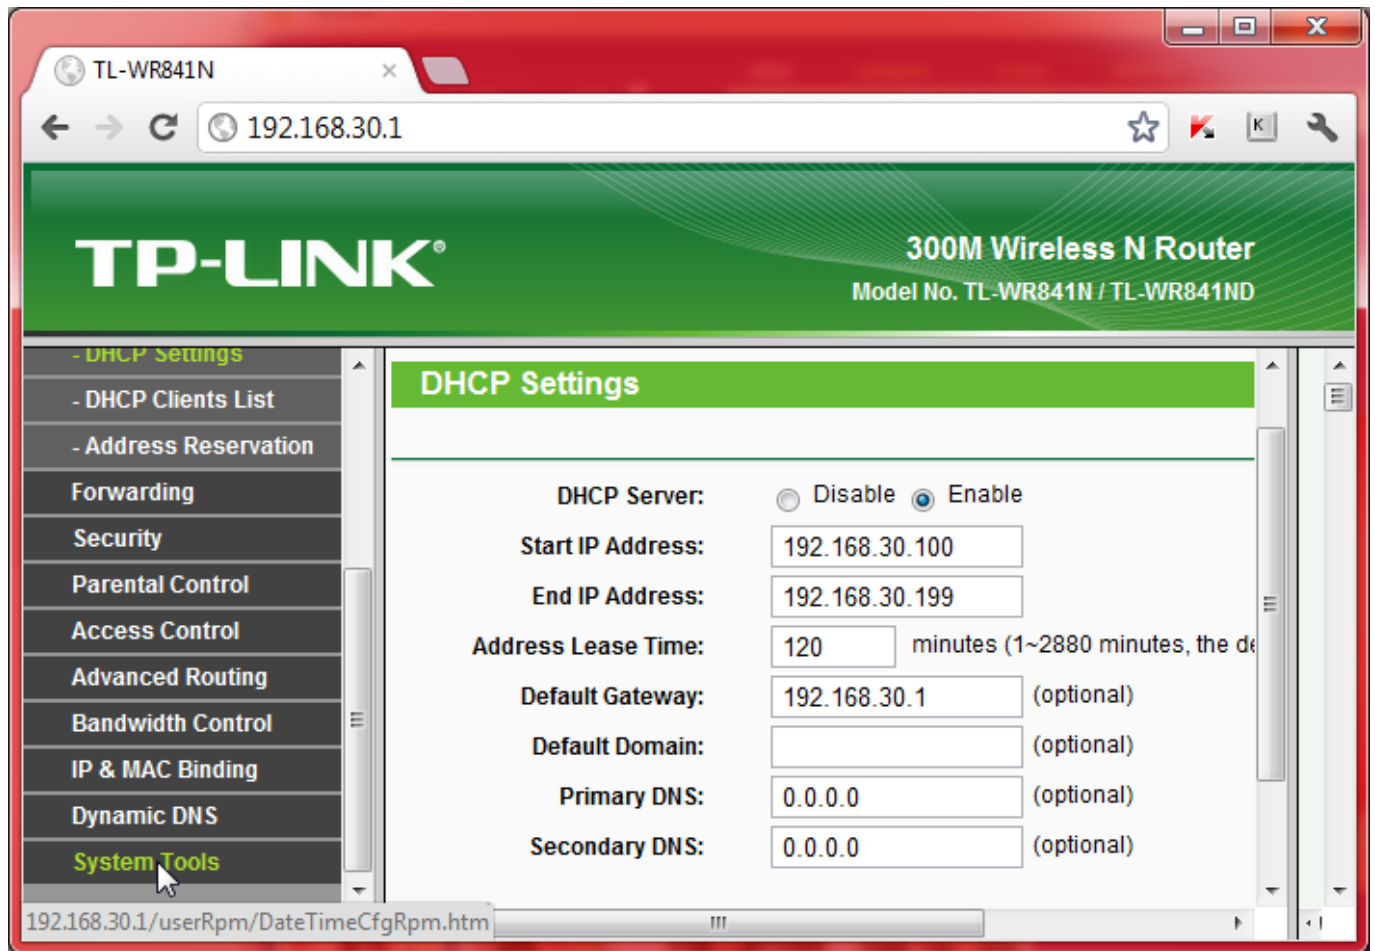 TL-WR841N
192.168.30.1
K
TP-LINK®
300M Wireless N Router
Model No. TL-WR841N / TL-WR841ND
- DHCP Settings
- DHCP Clients List
- Address Reservation
Forwarding
Security
Parental Control
Access Control
Advanced Routing
Bandwidth Control
IP & MAC Binding
Dynamic DNS
System Tools
192.168.30.1/userRpm/DateTimeCfgRpm.htm
DHCP Settings
DHCP Server: Disable Enable
Start IP Address: 192.168.30.100
End IP Address: 192.168.30.199
Address Lease Time: 120 minutes (1~2880 minutes, the
Default Gateway: 192.168.30.1 (optional)
Default Domain: (optional)
Primary DNS: 0.0.0.0 (optional)
Secondary DNS: 0.0.0.0 (optional)